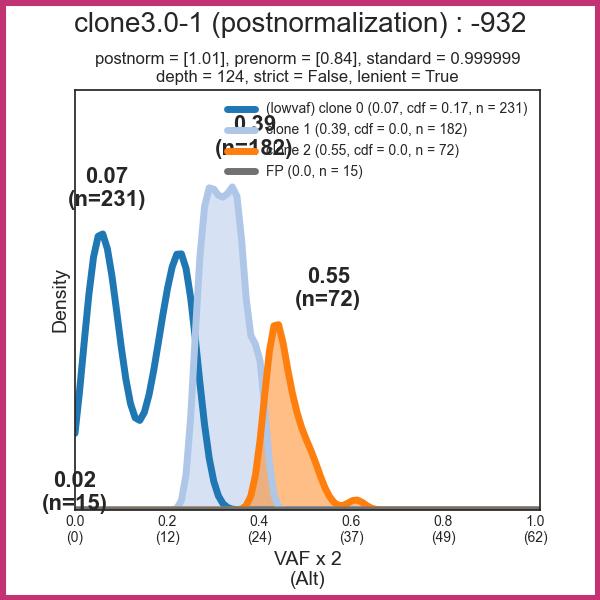 clone3.0-1 (postnormalization) : -932
postnorm = [1.01], prenorm = [0.84], standard = 0.999999
depth = 124, strict = False, lenient = True
(lowvaf) clone 0 (0.07, cdf = 0.17, n = 231)
clone 1 (0.39, cdf = 0.0, n = 182)
clone 2 (0.55, cdf = 0.0, n = 72)
FP (0.0, n = 15)
0.39
(n=182)
0.07
(n=231)
0.55
(n=72)
Density
0.02
(n=15)
0.0 0.2 0.4 0.6 0.8 1.0
(0) (12) (24) (37) (49) (62)
VAF x 2
(Alt)